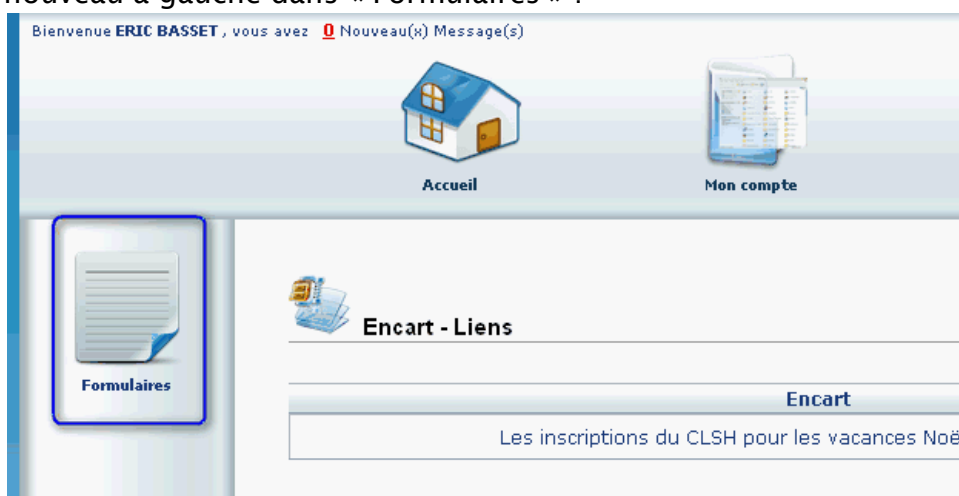 nouveau à gauche dans « Formulaires » :
Bienvenue ERIC BASSET , vous avez 0 Nouveau(x) Message(s)
Accueil
Mon compte
Formulaires
Encart - Liens
Encart
Les inscriptions du CLSH pour les vacances Noë